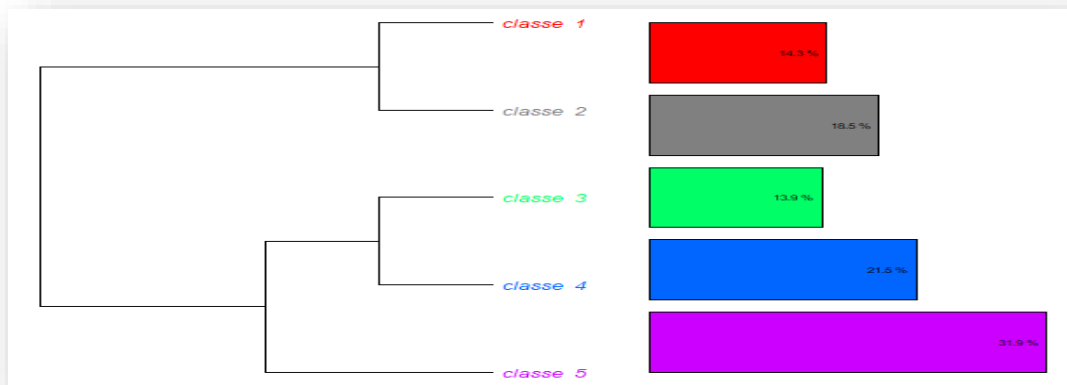 classe 1
14.3 %
classe 2
18.5 %
classe 3
13.9 %
classe 4
21.5 %
classe 5
31.9 %